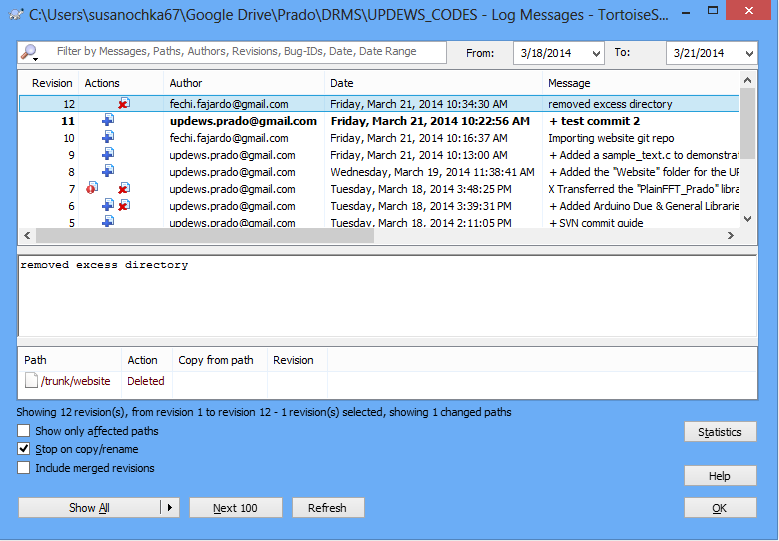 C:\Users\susanochka67\Google Drive\Prado\DRMS\UPDEWS_CODES - Log Messages - TortoiseS...
Filter by Messages, Paths, Authors, Revisions, Bug-IDs, Date, Date Range From: 3/18/2014 To: 3/21/2014
Revision Actions Author Date Message
12 fechi.fajardo@gmail.com Friday, March 21, 2014 10:34:30 AM removed excess directory
11 updews.prado@gmail.com Friday, March 21, 2014 10:22:56 AM + test commit 2
10 fechi.fajardo@gmail.com Friday, March 21, 2014 10:16:37 AM Importing website git repo
9 updews.prado@gmail.com Friday, March 21, 2014 10:13:00 AM + Added a sample_text.c to demonstrat
8 updews.prado@gmail.com Wednesday, March 19, 2014 11:38:41 AM + Added the "Website" folder for the UP
7 updews.prado@gmail.com Tuesday, March 18, 2014 3:48:25 PM X Transferred the "PlainFFT_Prado" libra
6 updews.prado@gmail.com Tuesday, March 18, 2014 3:39:31 PM + Added Arduino Due & General Librarie
5 updews.prado@gmail.com Tuesday, March 18, 2014 2:11:05 PM + SVN commit guide
removed excess directory
Path Action Copy from path Revision
/trunk/website Deleted
Showing 12 revision(s), from revision 1 to revision 12 - 1 revision(s) selected, showing 1 changed paths
Show only affected paths
Statistics
Stop on copy/rename
Include merged revisions
Help
Show All Next 100 Refresh OK